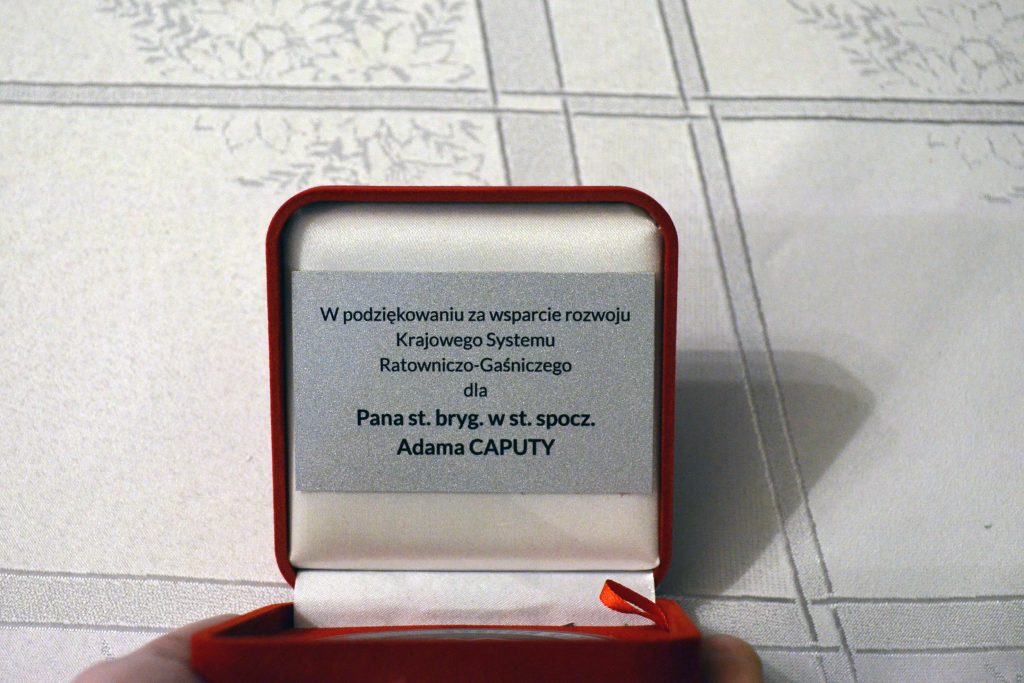 W podziękowaniu za wsparcie rozwoju
Krajowego Systemu
Ratowniczo-Gaśniczego
dla
Pana st. bryg. w st. spocz.
Adama CAPUTY